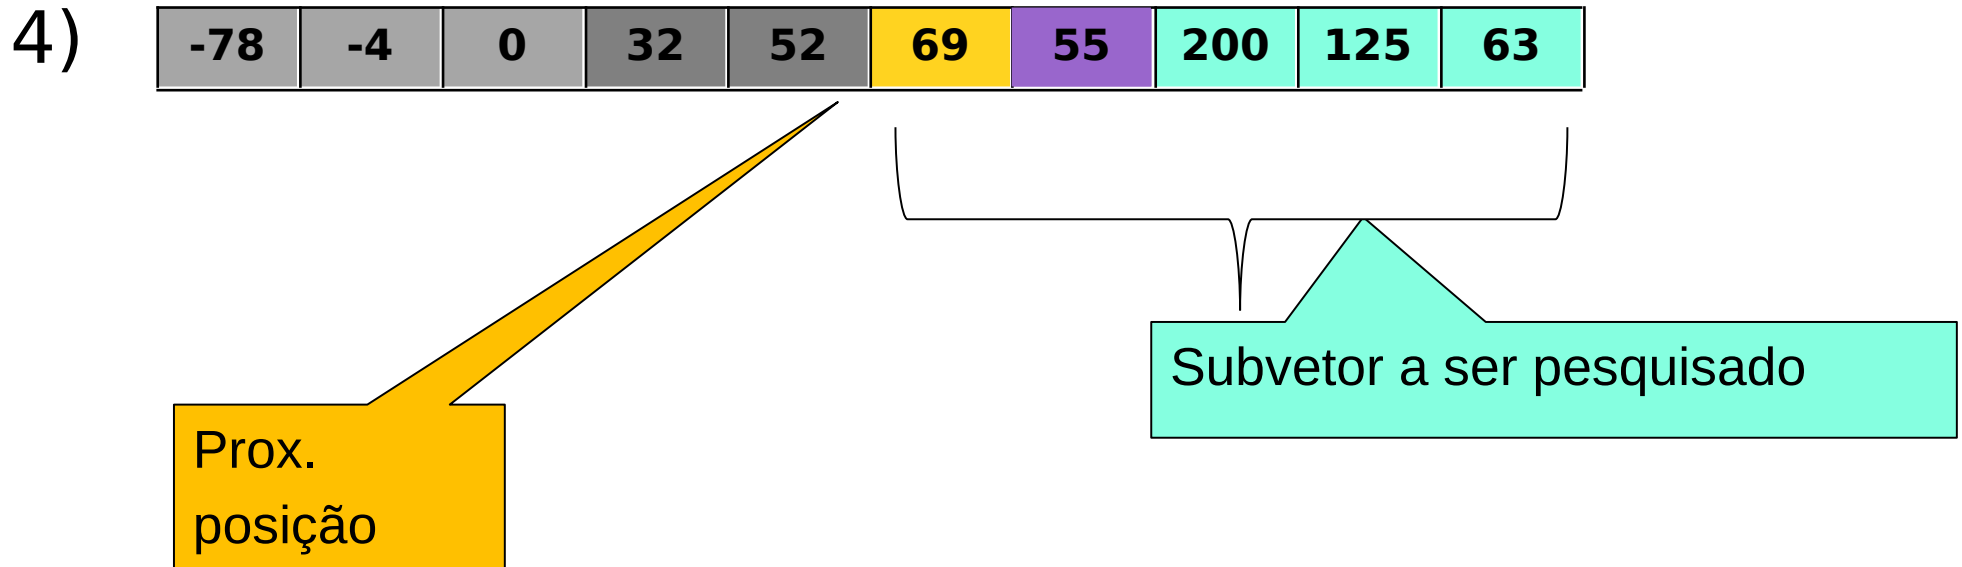 4) -78 -4 0 32 52 69 55 200 125 63
Subvetor a ser pesquisado
Prox.
posição